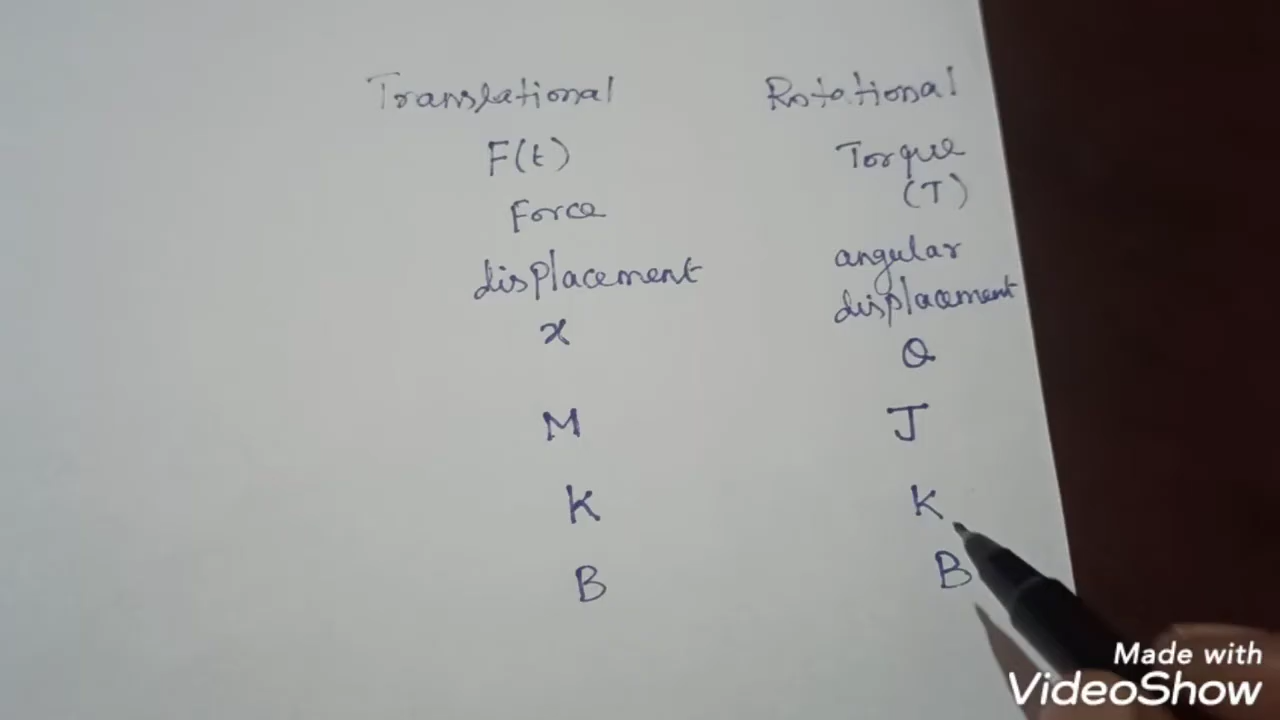 Translational Rotational
F(t) Torque
(T)
Force
displacement angular
displacement
x θ
M J
K K
B B
Made with
VideoShow